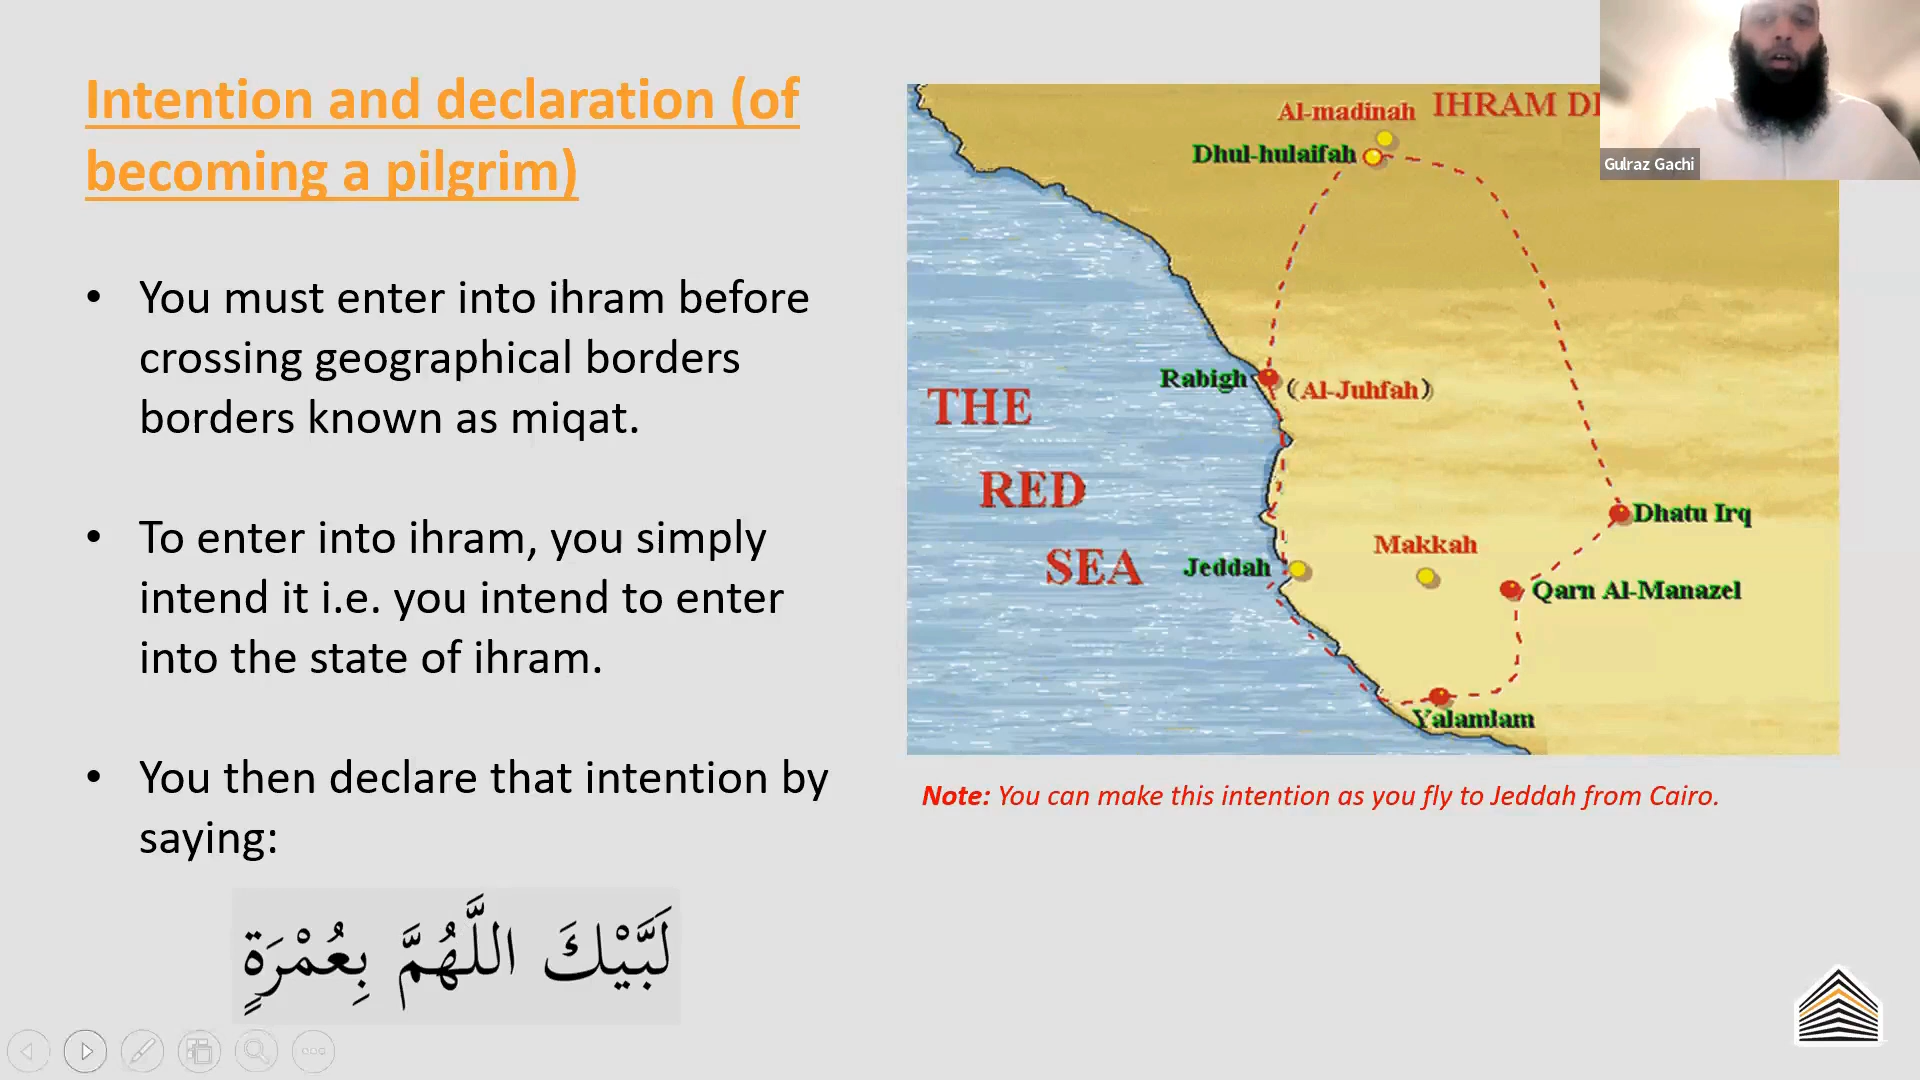 Intention and declaration (of
becoming a pilgrim)
• You must enter into ihram before
crossing geographical borders
borders known as miqat.
• To enter into ihram, you simply
intend it i.e. you intend to enter
into the state of ihram.
• You then declare that intention by
saying:
لَبَّيْكَ اللَّهُمَّ بِعُمْرَةٍ
Al-madinah
IHRAM
Dhul-hulaifah
Rabigh
(Al-Juhfah)
THE
RED
SEA
Dhatu Irq
Makkah
Jeddah
Qarn Al-Manazel
Yalamlam
Note: You can make this intention as you fly to Jeddah from Cairo.
Gulraz Gachi